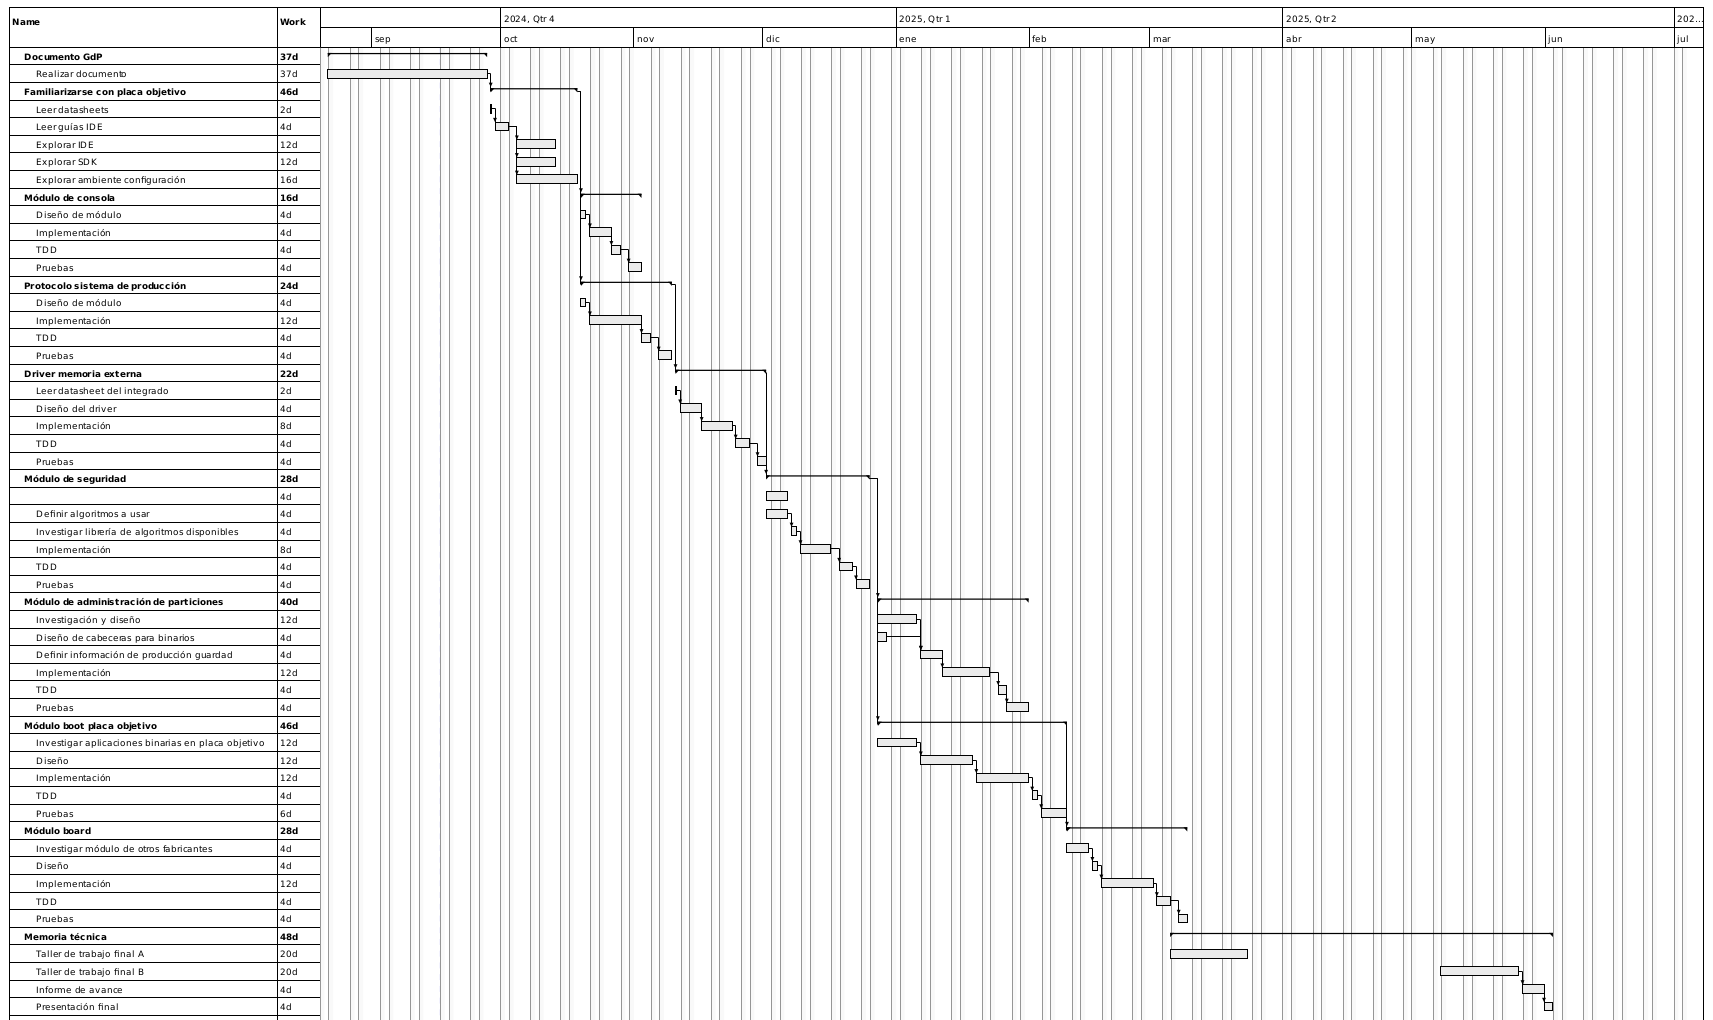 Name Work 2024, Qtr 4 2025, Qtr 1 2025, Qtr 2 202...
sep oct nov dic ene feb mar abr may jun jul
Documento GdP 37d
Realizar documento 37d
Familiarizarse con placa objetivo 46d
Leer datasheets 2d
Leer guías IDE 4d
Explorar IDE 12d
Explorar SDK 12d
Explorar ambiente configuración 16d
Módulo de consola 16d
Diseño de módulo 4d
Implementación 4d
TDD 4d
Pruebas 4d
Protocolo sistema de producción 24d
Diseño de módulo 4d
Implementación 12d
TDD 4d
Pruebas 4d
Driver memoria externa 22d
Leer datasheet del integrado 2d
Diseño del driver 4d
Implementación 8d
TDD 4d
Pruebas 4d
Módulo de seguridad 28d
4d
Definir algoritmos a usar 4d
Investigar librería de algoritmos disponibles 4d
Implementación 8d
TDD 4d
Pruebas 4d
Módulo de administración de particiones 40d
Investigación y diseño 12d
Diseño de cabeceras para binarios 4d
Definir información de producción guardad 4d
Implementación 12d
TDD 4d
Pruebas 4d
Módulo boot placa objetivo 46d
Investigar aplicaciones binarias en placa objetivo 12d
Diseño 12d
Implementación 12d
TDD 4d
Pruebas 6d
Módulo board 28d
Investigar módulo de otros fabricantes 4d
Diseño 4d
Implementación 12d
TDD 4d
Pruebas 4d
Memoria técnica 48d
Taller de trabajo final A 20d
Taller de trabajo final B 20d
Informe de avance 4d
Presentación final 4d